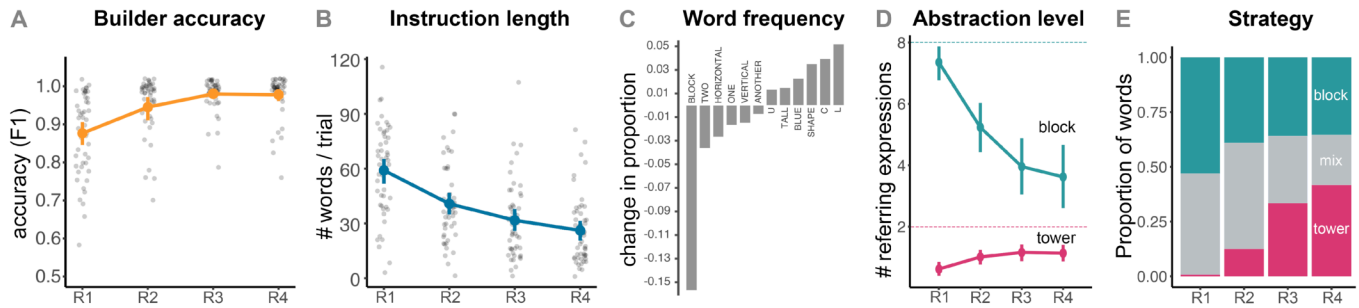 A Builder accuracy
accuracy (F1)
1.0
0.9
1.0
0.7
0.6
0.5
R1 R2 R3 R4
B Instruction length
# words / trial
120
90
60
30
0
R1 R2 R3 R4
C Word frequency
change in proportion
0.05
0.03
0.01
-0.01
-0.03
-0.05
-0.07
-0.09
-0.11
-0.13
-0.15
BLOCK
TWO
HORIZONTAL
ONE
VERTICAL
ANOTHER
U
TALL
BLUE
SHAPE
C
L
D Abstraction level
# referring expressions
8
6
4
2
block
tower
R1 R2 R3 R4
E Strategy
Proportion of words
1.00
0.75
0.50
0.25
0.00
block
mix
tower
R1 R2 R3 R4